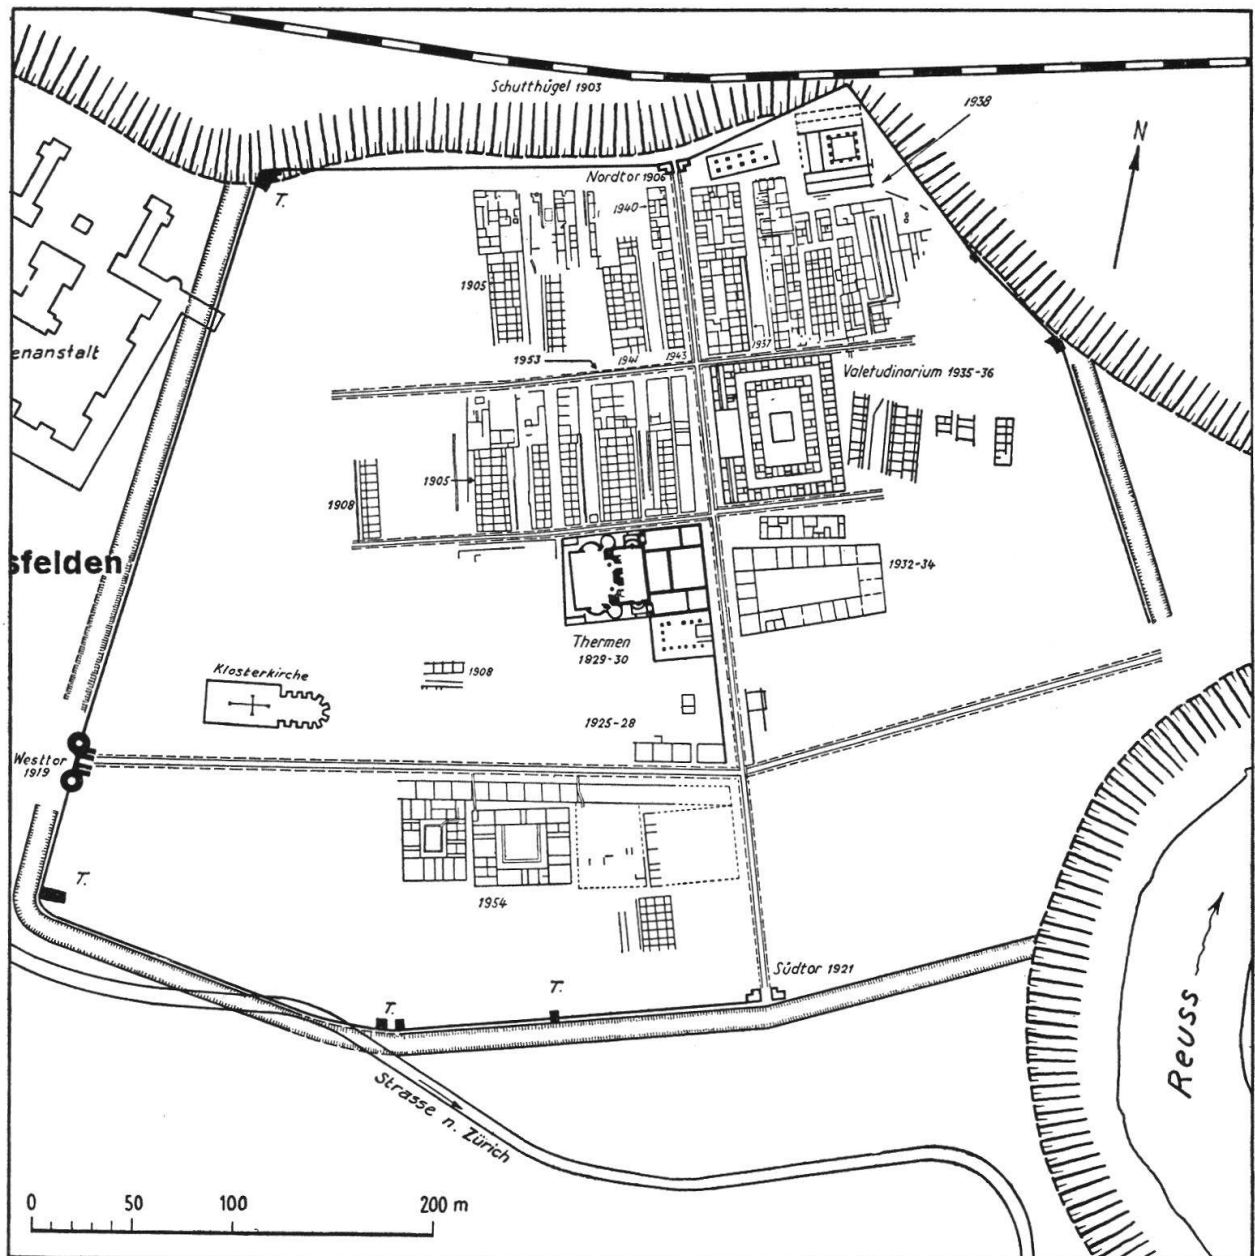 Schutthügel 1903
1938
N
Nordtor 1906
T.
1940
1905
enanstalt
1953
1941
1943
1937
Valetudinarium 1935-36
1905
1908
sfelden
1932-34
Thermen
1829-30
Klosterkirche
1908
1925-28
Westtor
1919
T.
1954
Südtor 1921
T.
T.
Reuss
Strasse n. Zürich
0 50 100 200 m